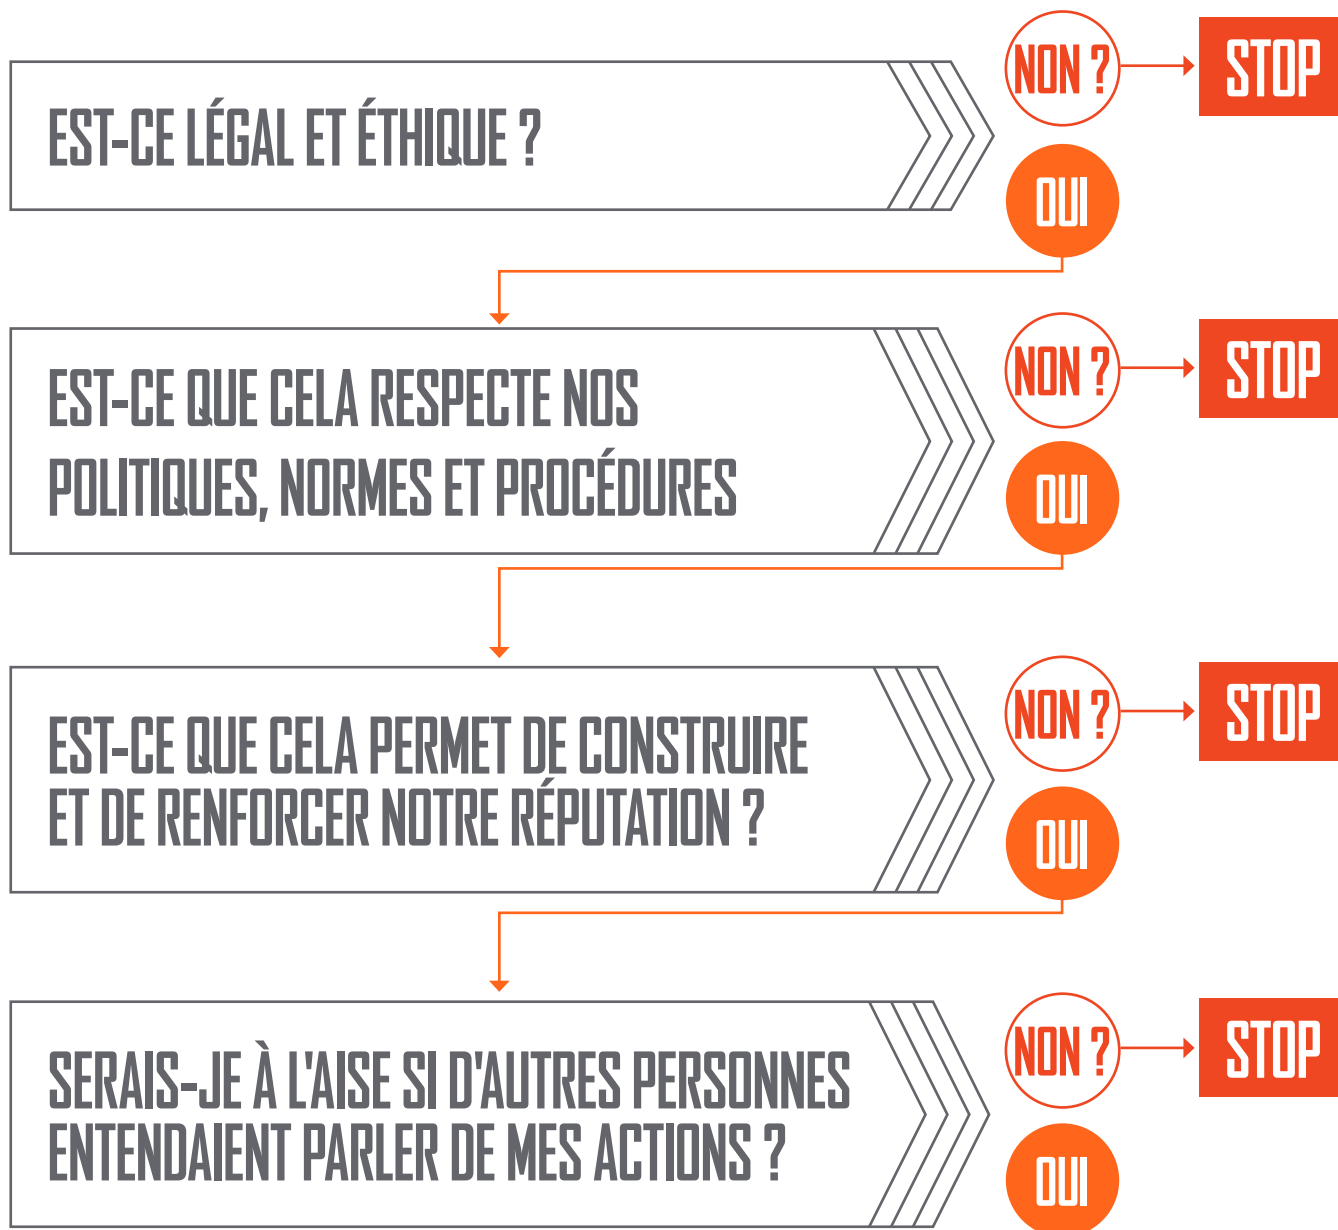 EST-CE LÉGAL ET ÉTHIQUE ?
NON ?
STOP
OUI
EST-CE QUE CELA RESPECTE NOS
POLITIQUES, NORMES ET PROCÉDURES
NON ?
STOP
OUI
EST-CE QUE CELA PERMET DE CONSTRUIRE
ET DE RENFORCER NOTRE RÉPUTATION ?
NON ?
STOP
OUI
SERAIS-JE À L'AISE SI D'AUTRES PERSONNES
ENTENDAIENT PARLER DE MES ACTIONS ?
NON ?
STOP
OUI